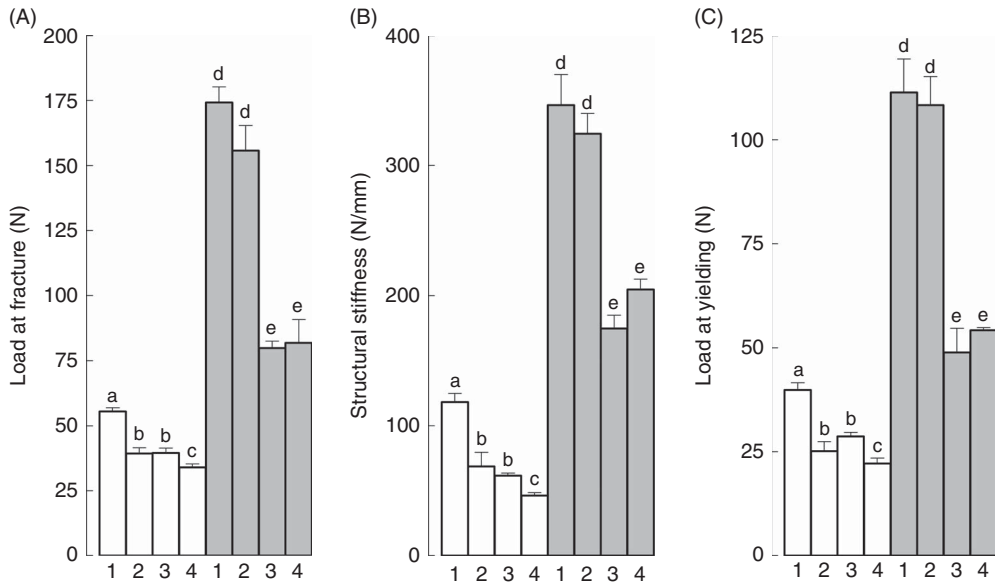 (A)
Load at fracture (N)
200
175
150
125
100
75
50
25
0
a
b
b
c
d
d
e
e
1 2 3 4 1 2 3 4
(B)
Structural stiffness (N/mm)
400
300
200
100
0
a
b
b
c
d
d
e
e
1 2 3 4 1 2 3 4
(C)
Load at yielding (N)
125
100
75
50
25
0
a
b
b
c
d
d
e
e
1 2 3 4 1 2 3 4